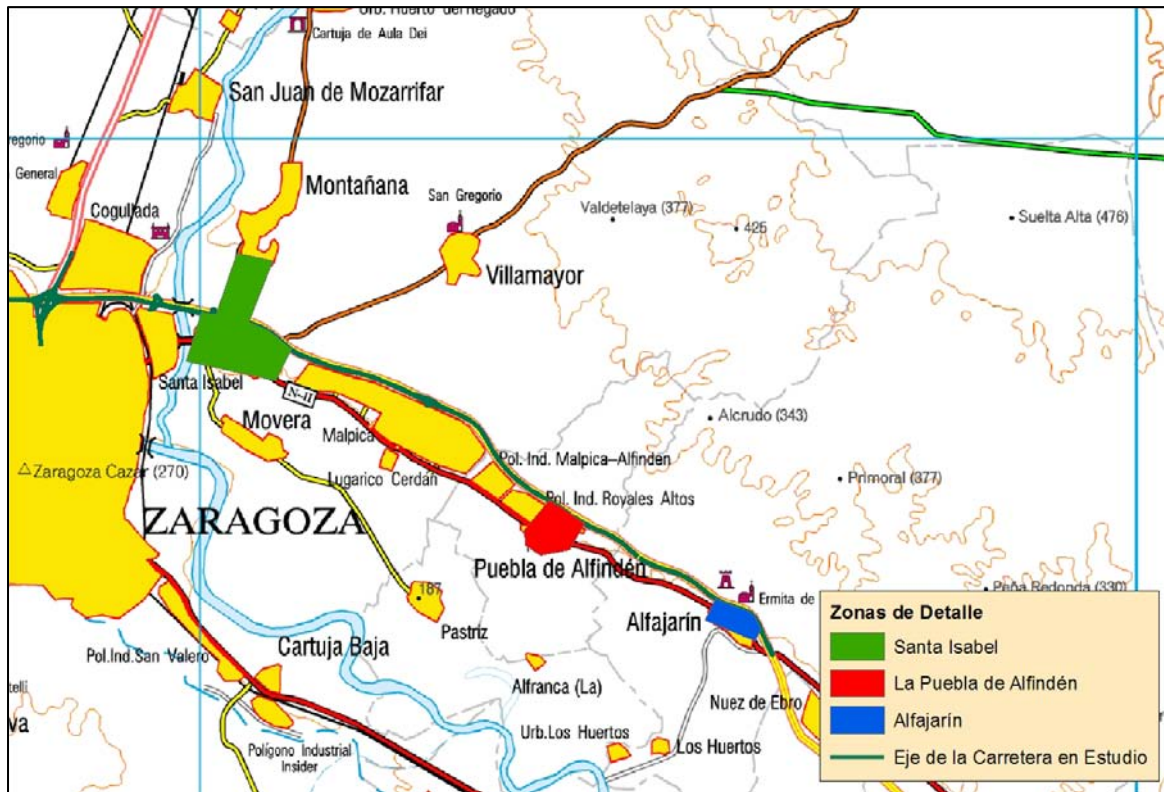 Urb. Huerto del Regado
Cartuja de Aula Dei
San Juan de Mozarrifar
General
Montañana
Cogullada
San Gregorio
Valdetelaya (377)
425
Suelta Alta (476)
Villamayor
Santa Isabel
N-II
Movera
Malpica
Alcrudo (343)
Zaragoza Cazar (270)
Lugarico Cerdán
Pol. Ind. Malpica-Alfinden
Primoral (377)
Pol. Ind. Royales Altos
ZARAGOZA
Puebla de Alfindén
187
Peña Redonda (330)
Ermita de
Pastriz
Alfajarín
Cartuja Baja
Pol.Ind.San Valero
Alfranca (La)
Nuez de Ebro
Urb.Los Huertos
Los Huertos
Polígono Industrial
Insider
Zonas de Detalle
Santa Isabel
La Puebla de Alfindén
Alfajarín
Eje de la Carretera en Estudio